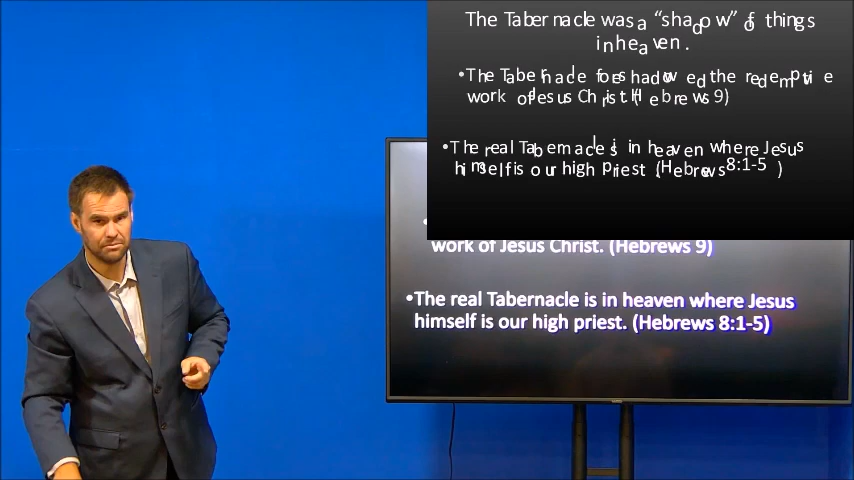 The Tabernacle was a “shadow” of things
in heaven.
•The Tabernacle foreshadowed the redemptive
work of Jesus Christ. (Hebrews 9)
•The real Tabernacle is in heaven where Jesus
himself is our high priest. (Hebrews 8:1-5)
work of Jesus Christ. (Hebrews 9)
•The real Tabernacle is in heaven where Jesus
himself is our high priest. (Hebrews 8:1-5)